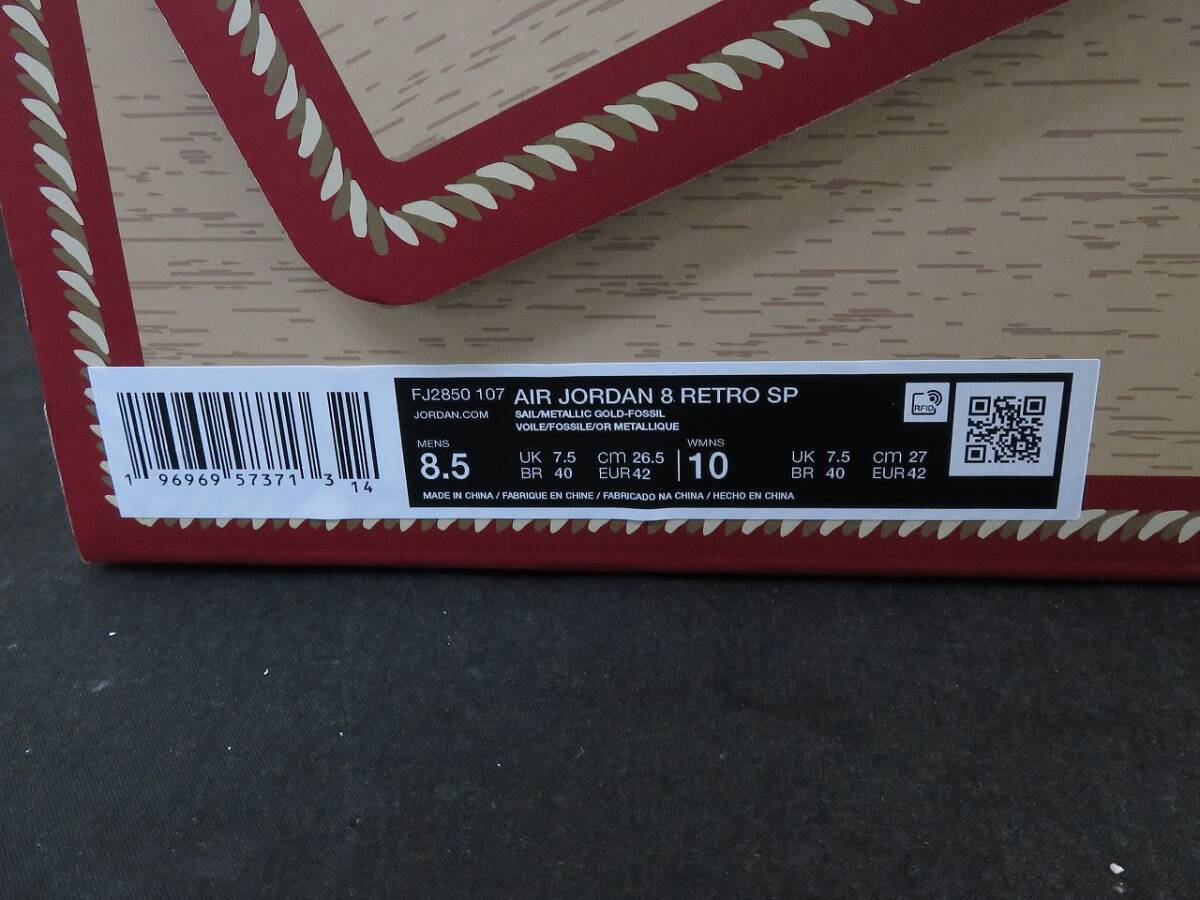 FJ2850 107 AIR JORDAN 8 RETRO SP
JORDAN.COM
SAIL/METALLIC GOLD-FOSSIL
VOILE/FOSSILE/OR METALLIQUE
RFID
MENS
8.5
UK 7.5 cm 26.5
BR 40 EUR 42
WMNS
10
UK 7.5 cm 27
BR 40 EUR 42
MADE IN CHINA / FABRIQUE EN CHINE / FABRICADO NA CHINA / HECHO EN CHINA
1 96969 57371 3 14